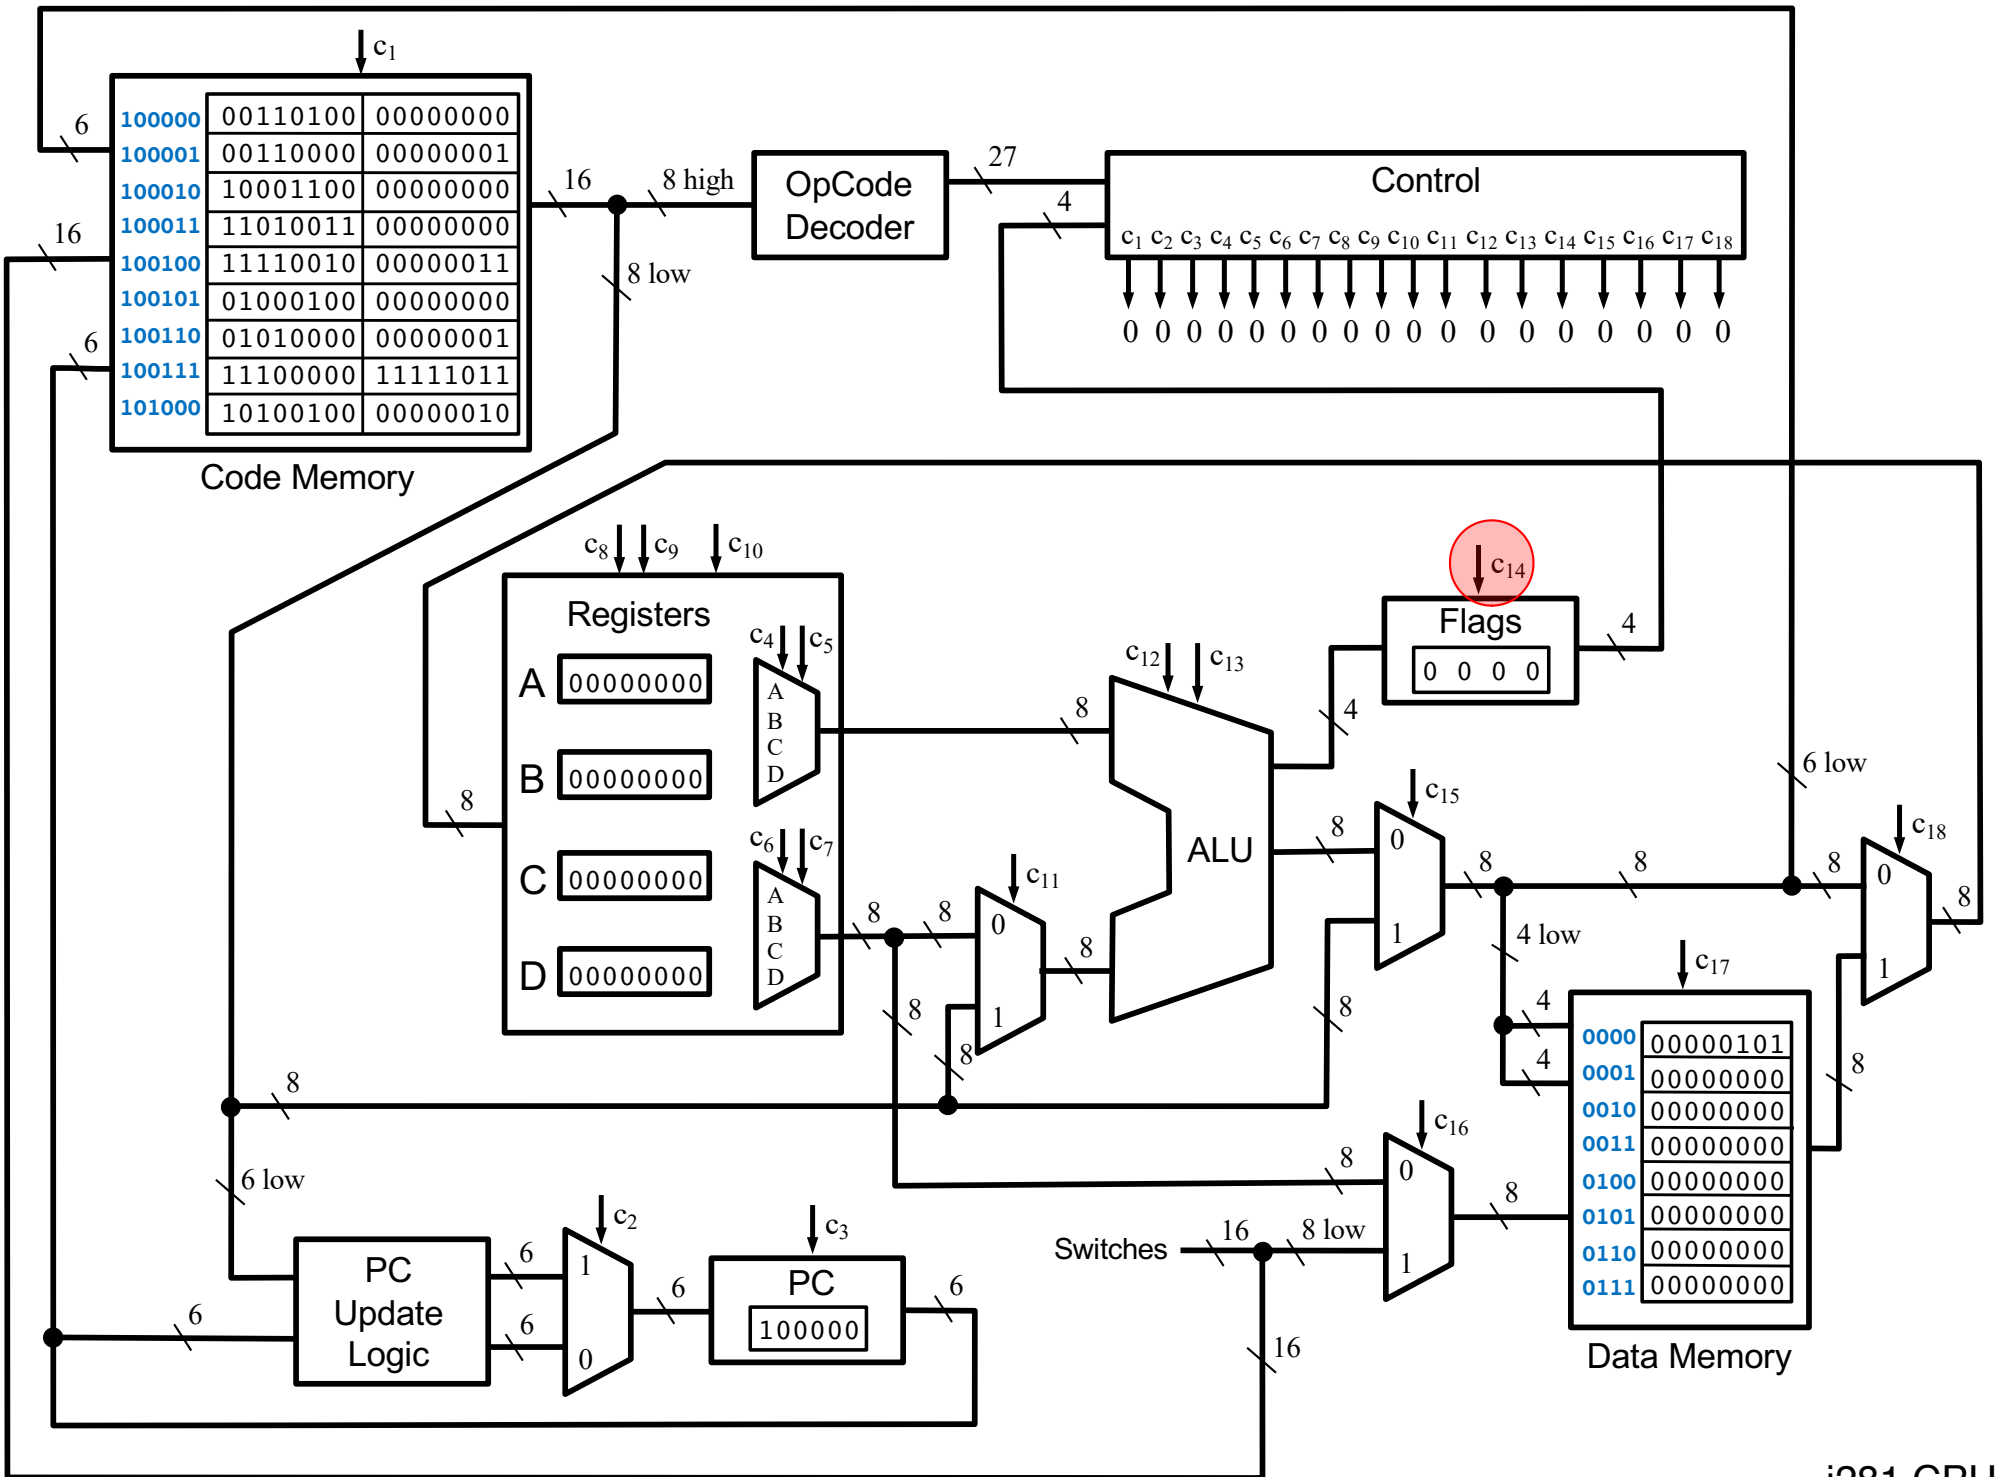 c1
6
16
6
100000 00110100 00000000
100001 00110000 00000001
100010 10001100 00000000
100011 11010011 00000000
100100 11110010 00000011
100101 01000100 00000000
100110 01010000 00000001
100111 11100000 11111011
101000 10100100 00000010
Code Memory
16
8 high
8 low
OpCode
Decoder
27
4
Control
c1 c2 c3 c4 c5 c6 c7 c8 c9 c10 c11 c12 c13 c14 c15 c16 c17 c18
0 0 0 0 0 0 0 0 0 0 0 0 0 0 0 0 0 0
c8 c9 c10
Registers
A 00000000
B 00000000
C 00000000
D 00000000
8
c4 c5
A
B
C
D
c6 c7
A
B
C
D
8
8
8
8
c11
0
1
8
8
c12 c13
ALU
4
c14
Flags
0 0 0 0
4
8
c15
0
1
8
8
8
6 low
8
4 low
4
4
c18
0
1
8
c17
0000 00000101
0001 00000000
0010 00000000
0011 00000000
0100 00000000
0101 00000000
0110 00000000
0111 00000000
Data Memory
8
8
c16
0
1
8
8
Switches
16
8 low
16
6 low
PC
Update
Logic
6
6
6
c2
1
0
6
c3
PC
100000
6